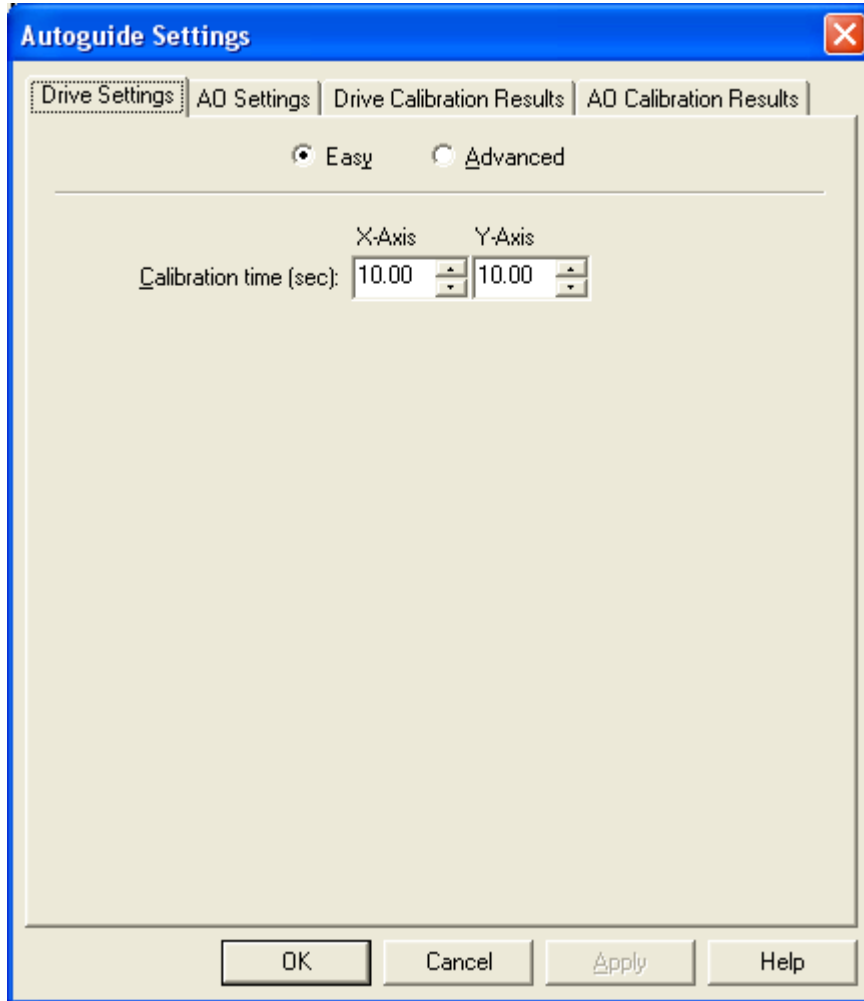 Autoguide Settings
Drive Settings AO Settings Drive Calibration Results AO Calibration Results
Easy Advanced
X-Axis Y-Axis
Calibration time (sec): 10.00 10.00
OK Cancel Apply Help